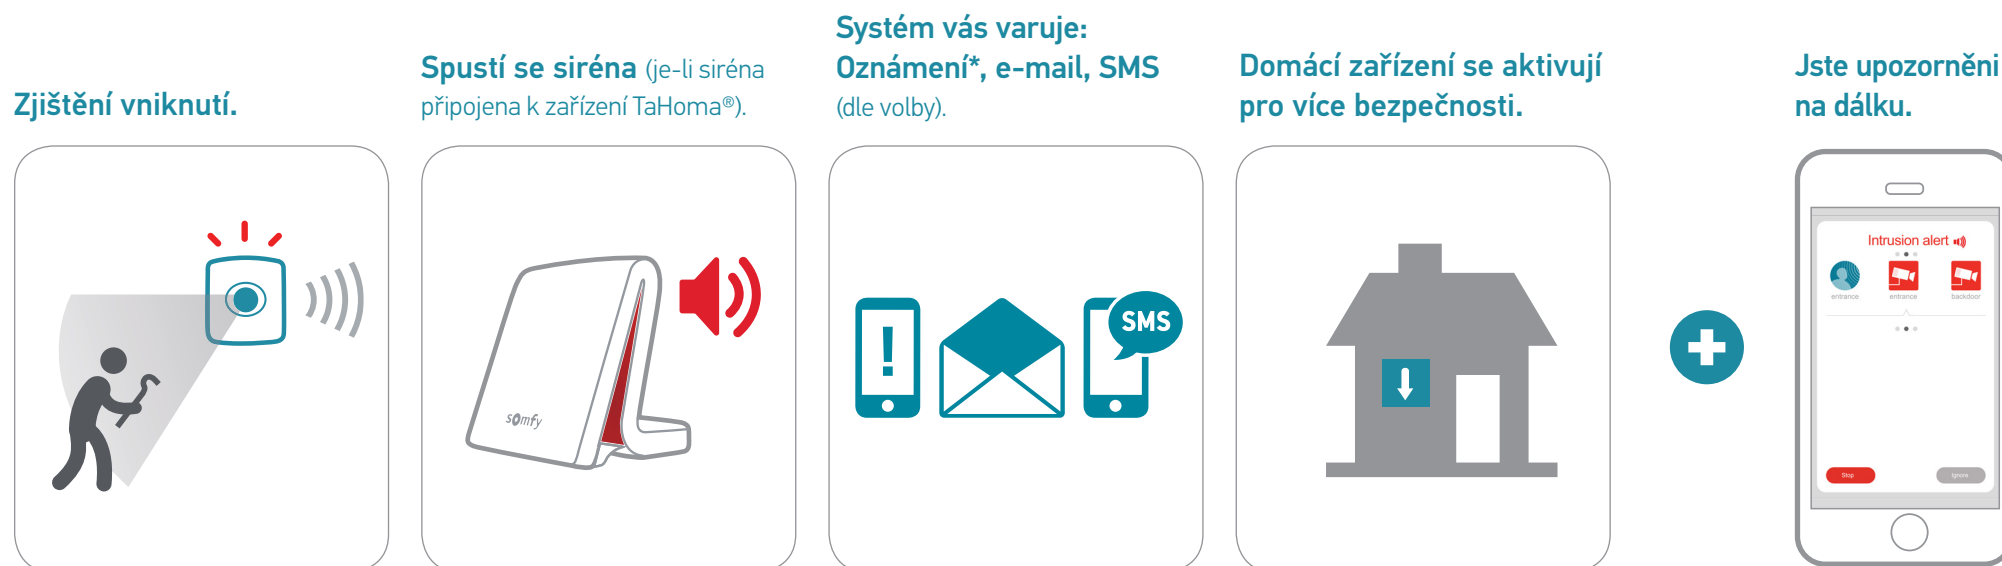 Zjištění vniknutí.
Spustí se siréna (je-li siréna
připojena k zařízení TaHoma®).
Systém vás varuje:
Oznámení*, e-mail, SMS
(dle volby).
Domácí zařízení se aktivují
pro více bezpečnosti.
Jste upozorněni
na dálku.
somfy
!
SMS
Intrusion alert
entrance
entrance
backdoor
Stop
Ignore